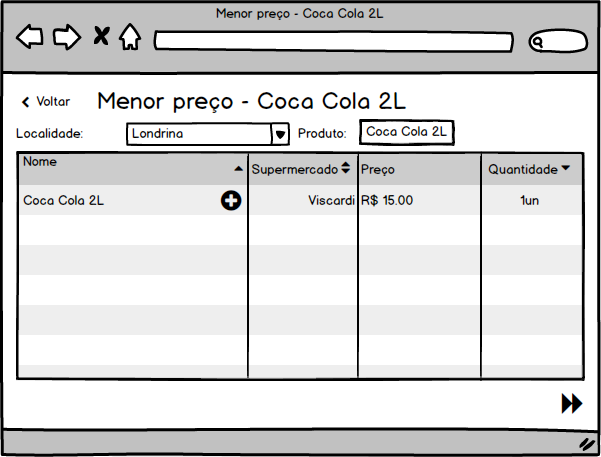 Menor preço - Coca Cola 2L
Voltar
Menor preço - Coca Cola 2L
Localidade: Londrina Produto: Coca Cola 2L
Nome Supermercado Preço Quantidade
Coca Cola 2L Viscardi R$ 15.00 1un